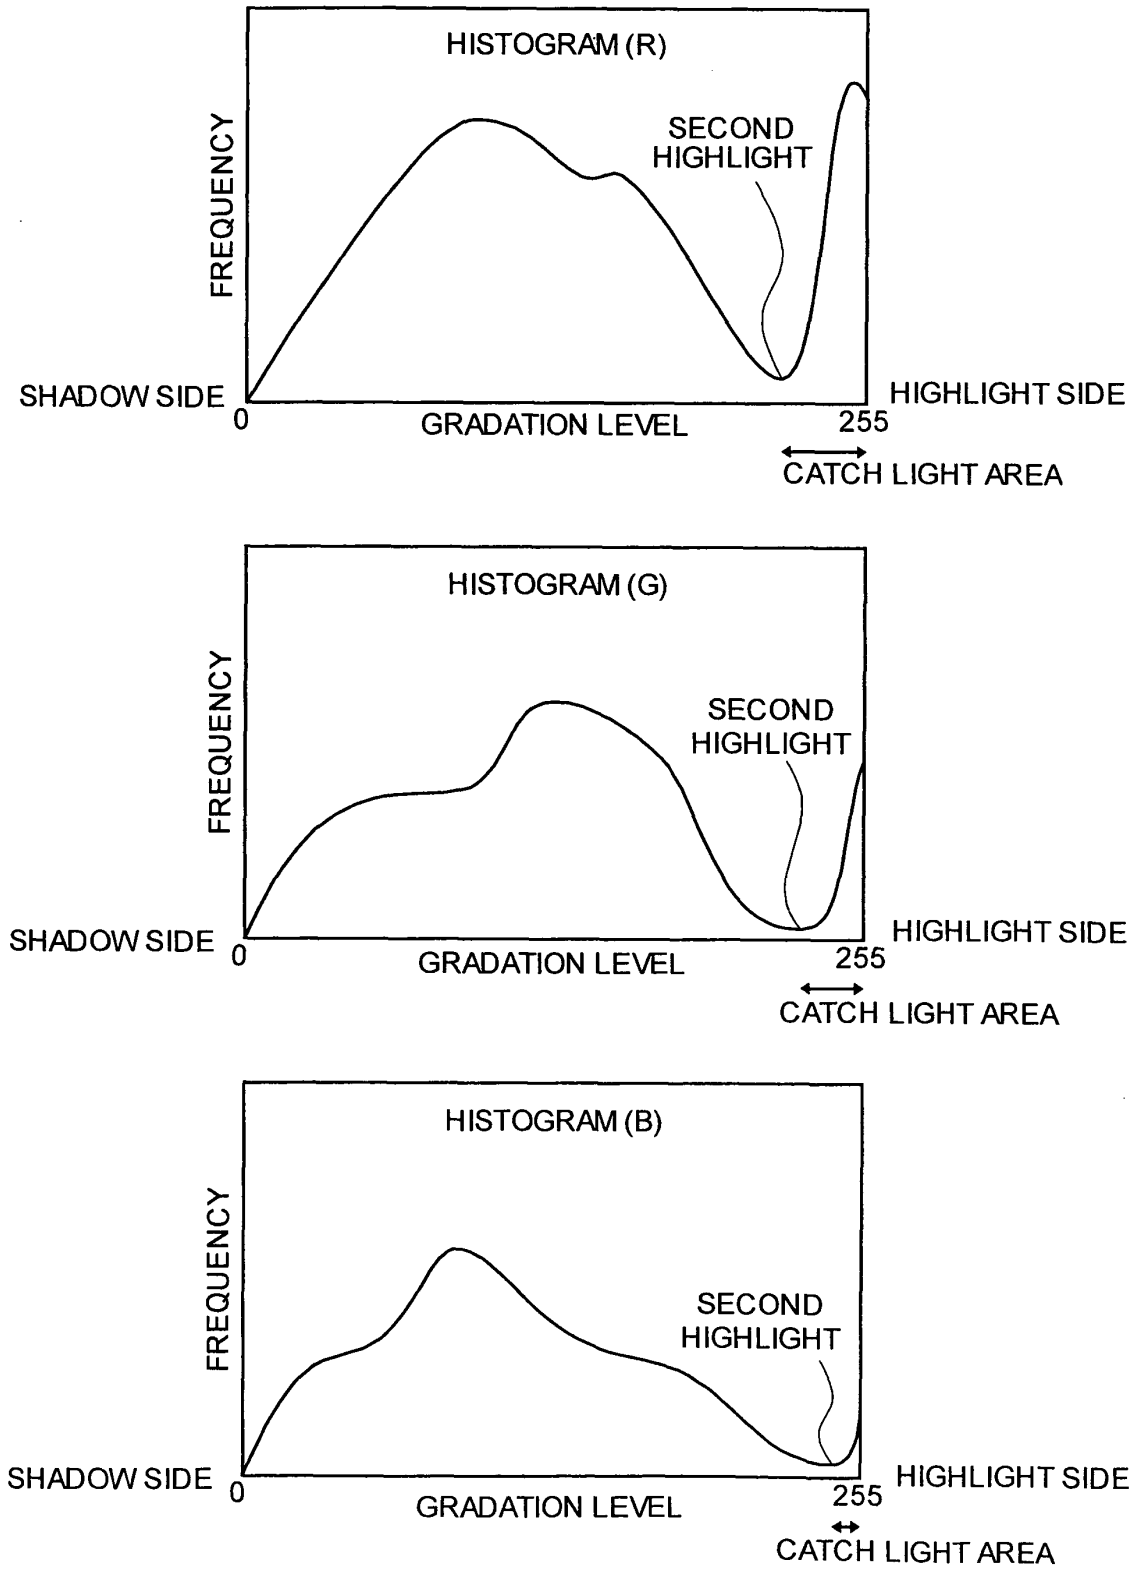 HISTOGRAM (R)
FREQUENCY
SECOND
HIGHLIGHT
SHADOW SIDE
0
GRADATION LEVEL
255
HIGHLIGHT SIDE
CATCH LIGHT AREA
HISTOGRAM (G)
FREQUENCY
SECOND
HIGHLIGHT
SHADOW SIDE
0
GRADATION LEVEL
255
HIGHLIGHT SIDE
CATCH LIGHT AREA
HISTOGRAM (B)
FREQUENCY
SECOND
HIGHLIGHT
SHADOW SIDE
0
GRADATION LEVEL
255
HIGHLIGHT SIDE
CATCH LIGHT AREA